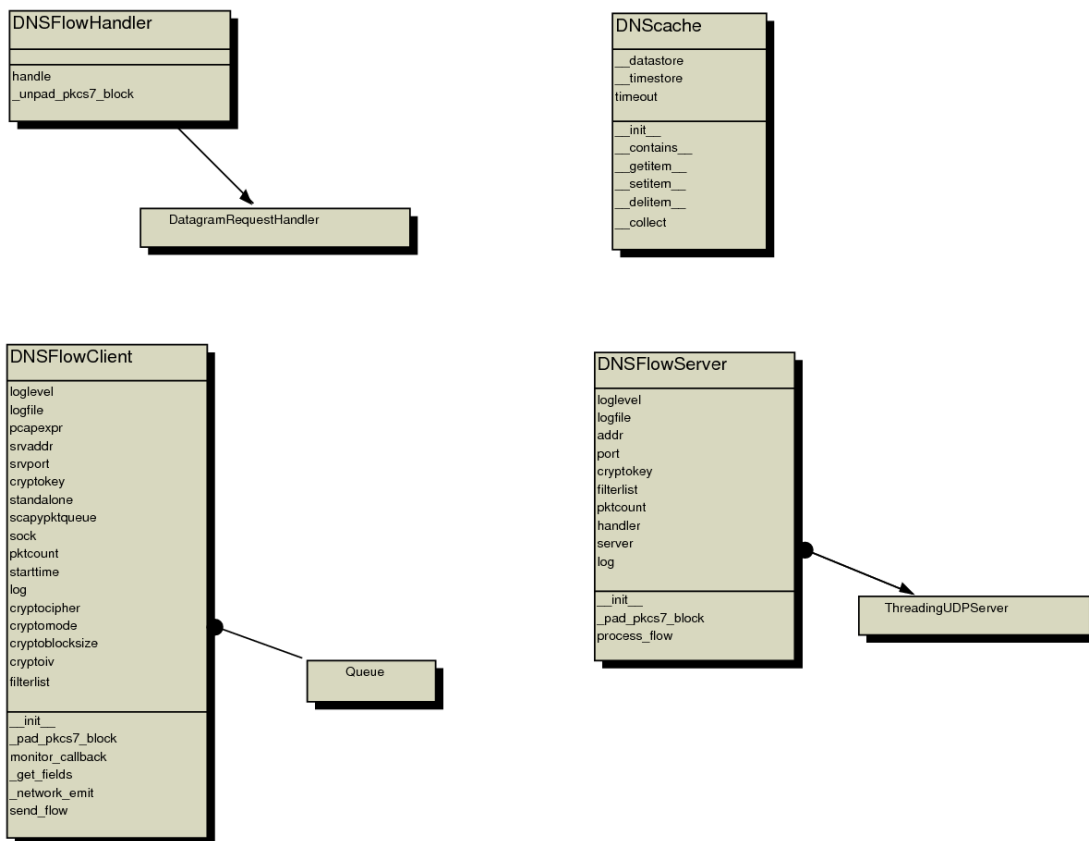 DNSFlowHandler
handle
_unpad_pkcs7_block
DatagramRequestHandler
DNScache
__datastore
__timestore
timeout
__init__
__contains__
__getitem__
__setitem__
__delitem__
__collect
DNSFlowClient
loglevel
logfile
pcapexpr
srvaddr
srvport
cryptokey
standalone
scapypktqueue
sock
pktcount
starttime
log
cryptocipher
cryptomode
cryptoblocksize
cryptoiv
filterlist
__init__
_pad_pkcs7_block
monitor_callback
_get_fields
_network_emit
send_flow
Queue
DNSFlowServer
loglevel
logfile
addr
port
cryptokey
filterlist
pktcount
handler
server
log
__init__
_pad_pkcs7_block
process_flow
ThreadingUDPServer